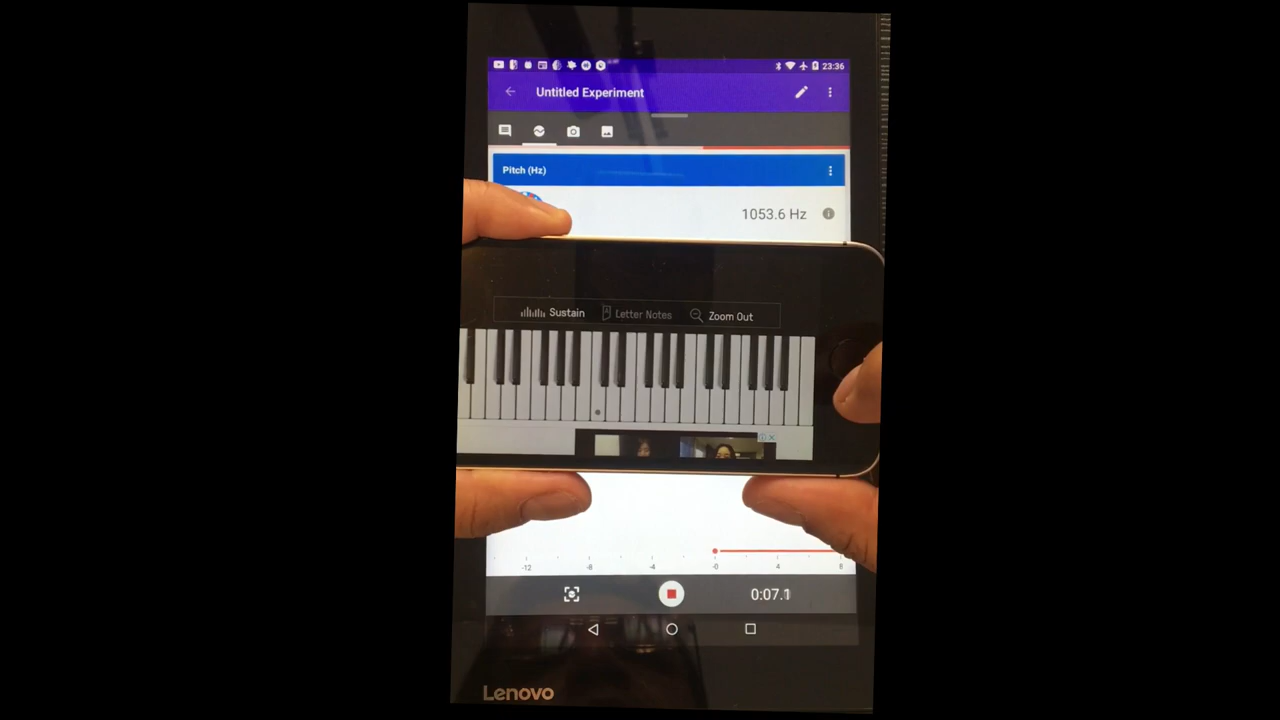 23:36
Untitled Experiment
Pitch (Hz)
1053.6 Hz
Sustain Letter Notes Zoom Out
-12 -8 -4 -0 4 8
0:07.1
Lenovo